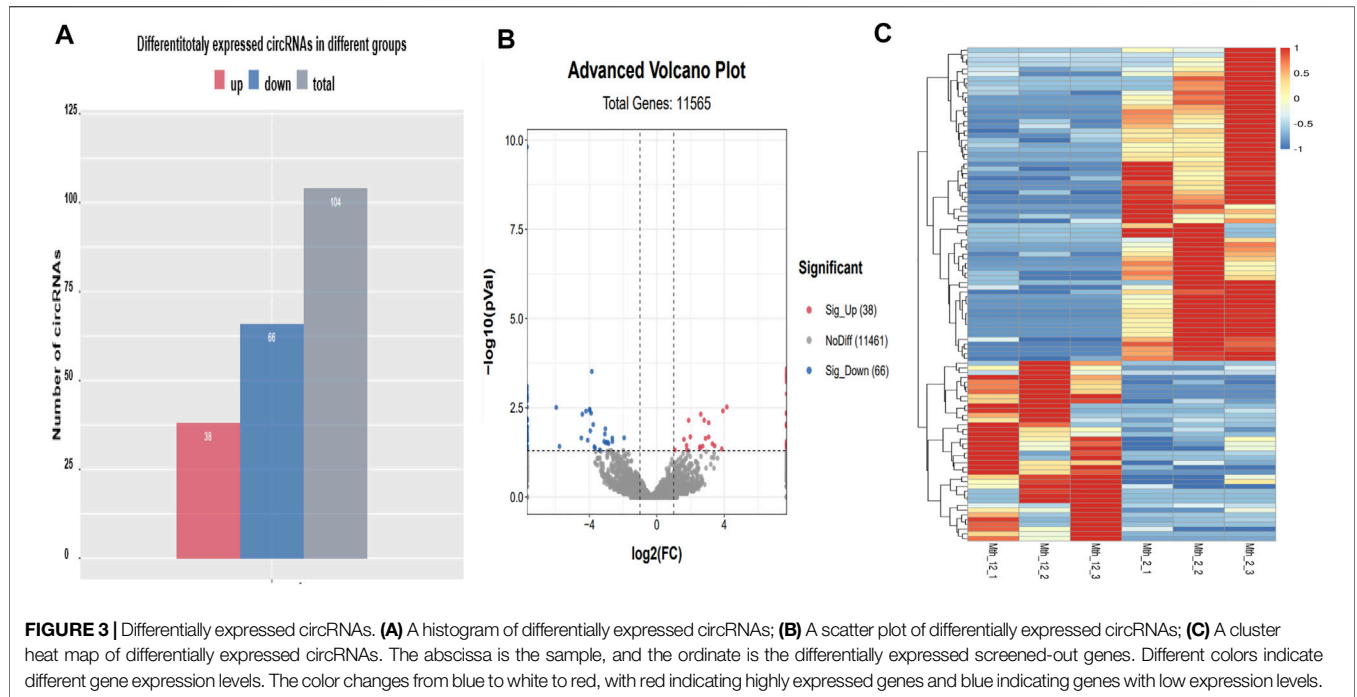 A
Differentitotaly expressed circRNAs in different groups
up down total
125
100
75
50
25
0
Number of circRNAs
38
66
104
B
Advanced Volcano Plot
Total Genes: 11565
10.0
7.5
5.0
2.5
0.0
−log10(pVal)
−4 0 4
log2(FC)
Significant
Sig_Up (38)
NoDiff (11461)
Sig_Down (66)
C
1
0.5
0
-0.5
-1
Mth_12_1
Mth_12_2
Mth_12_3
Mth_2_1
Mth_2_2
Mth_2_3
FIGURE 3 | Differentially expressed circRNAs. (A) A histogram of differentially expressed circRNAs; (B) A scatter plot of differentially expressed circRNAs; (C) A cluster
heat map of differentially expressed circRNAs. The abscissa is the sample, and the ordinate is the differentially expressed screened-out genes. Different colors indicate
different gene expression levels. The color changes from blue to white to red, with red indicating highly expressed genes and blue indicating genes with low expression levels.